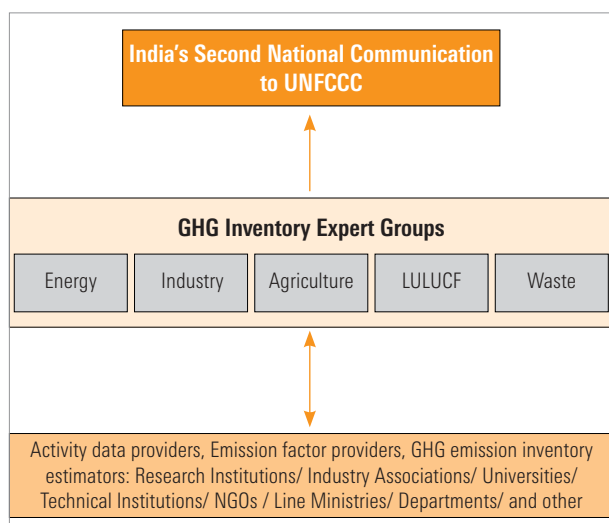 India's Second National Communication
to UNFCCC
GHG Inventory Expert Groups
Energy
Industry
Agriculture
LULUCF
Waste
Activity data providers, Emission factor providers, GHG emission inventory
estimators: Research Institutions/ Industry Associations/ Universities/
Technical Institutions/ NGOs / Line Ministries/ Departments/ and other